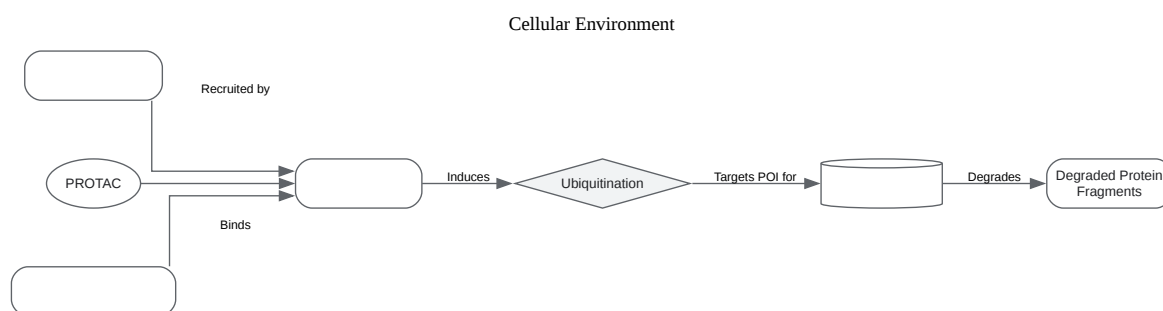 Cellular Environment
Recruited by
PROTAC
Induces
Ubiquitination
Targets POI for
Degrades
Degraded Protein
Fragments
Binds